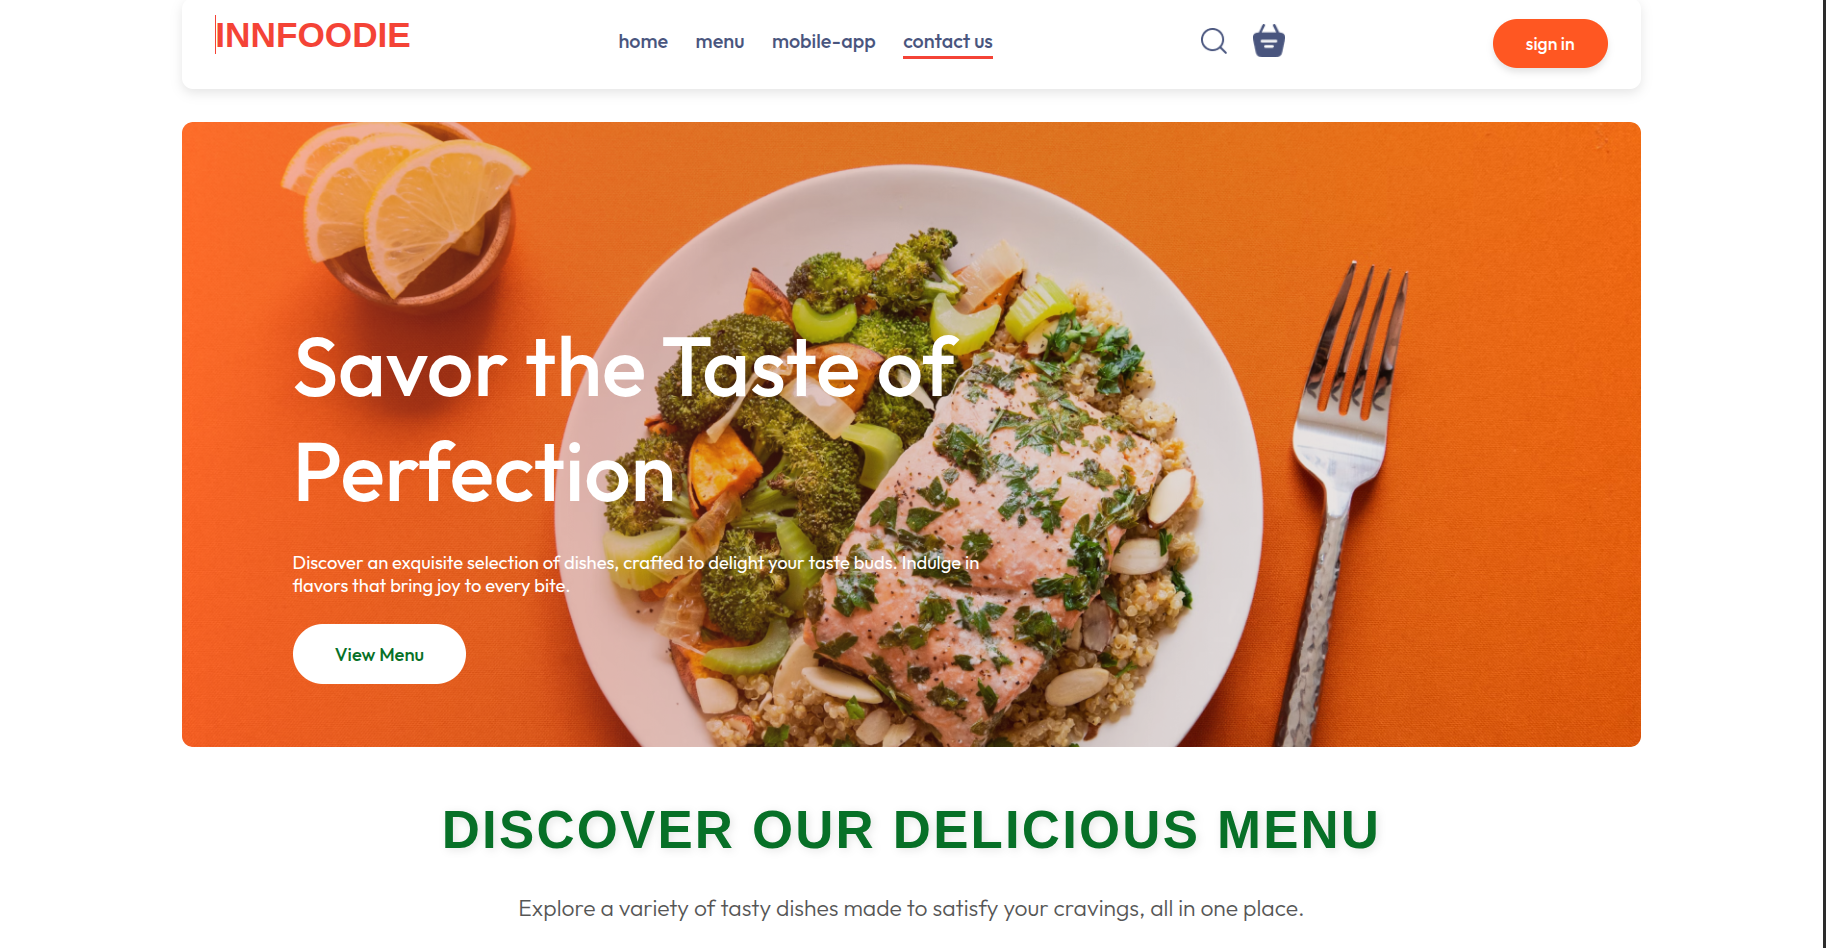 INNFOODIE
home menu mobile-app contact us
sign in
Savor the Taste of
Perfection
Discover an exquisite selection of dishes, crafted to delight your taste buds. Indulge in
flavors that bring joy to every bite.
View Menu
DISCOVER OUR DELICIOUS MENU
Explore a variety of tasty dishes made to satisfy your cravings, all in one place.